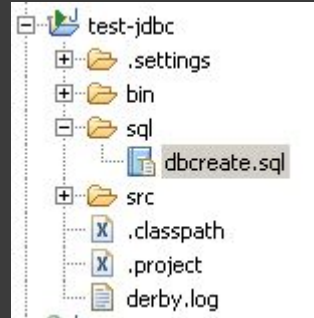 test-jdbc
.settings
bin
sql
dbcreate.sql
src
.classpath
.project
derby.log